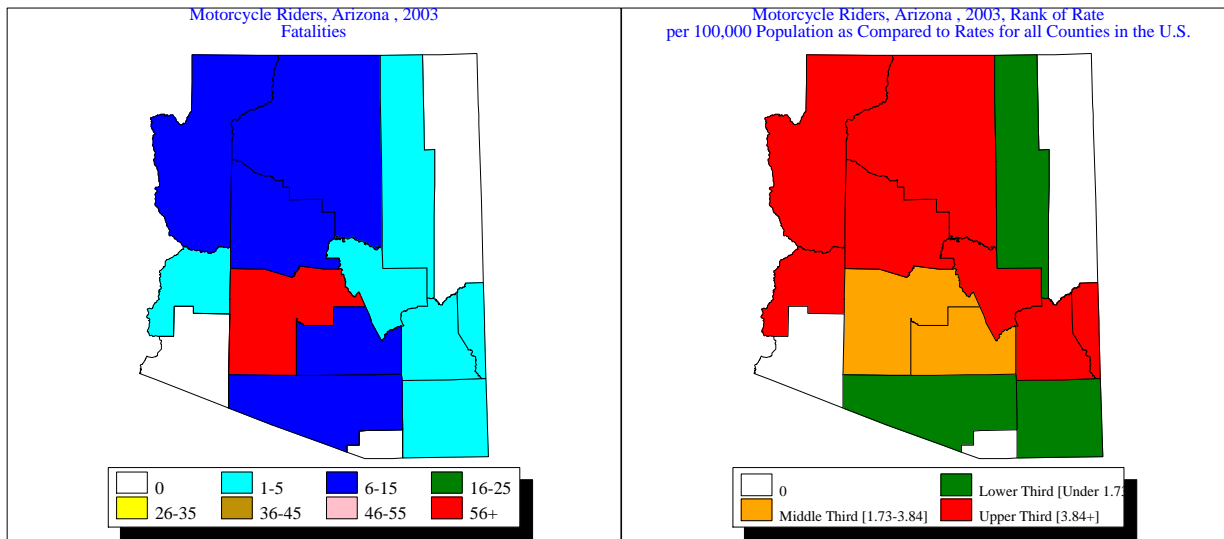 Motorcycle Riders, Arizona , 2003
Fatalities
0
1-5
6-15
16-25
26-35
36-45
46-55
56+
Motorcycle Riders, Arizona , 2003, Rank of Rate
per 100,000 Population as Compared to Rates for all Counties in the U.S.
0
Lower Third [Under 1.73
Middle Third [1.73-3.84]
Upper Third [3.84+]